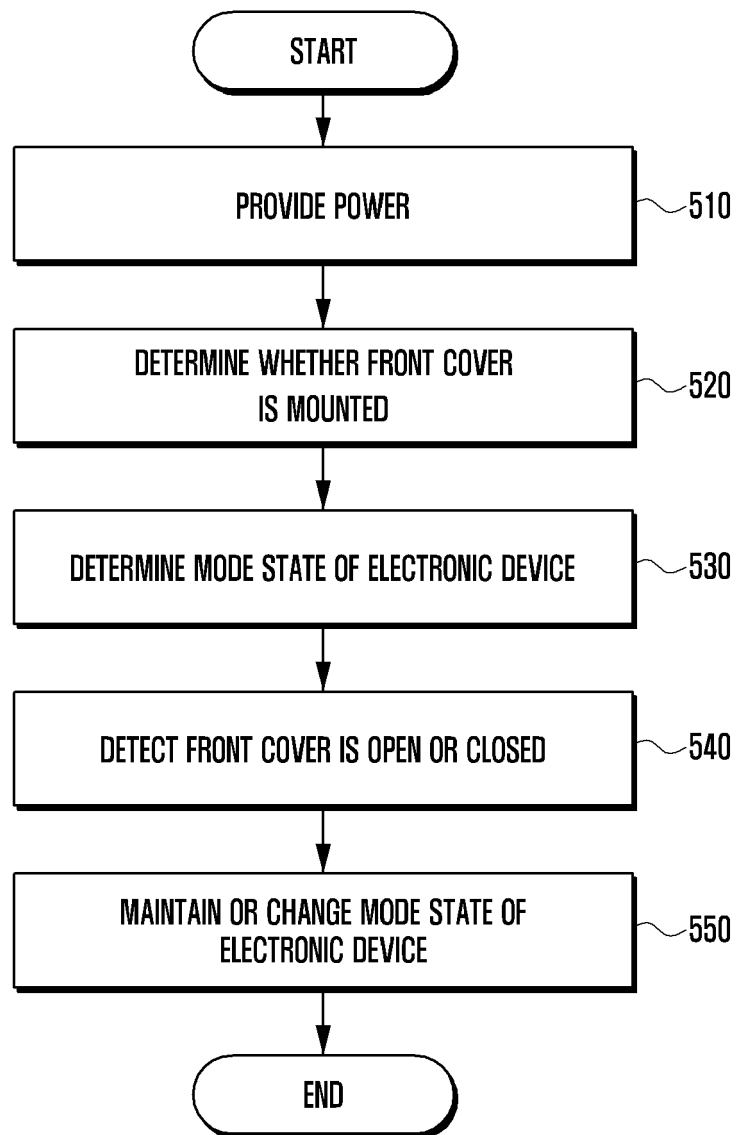 START
PROVIDE POWER
510
DETERMINE WHETHER FRONT COVER
IS MOUNTED
520
DETERMINE MODE STATE OF ELECTRONIC DEVICE
530
DETECT FRONT COVER IS OPEN OR CLOSED
540
MAINTAIN OR CHANGE MODE STATE OF
ELECTRONIC DEVICE
550
END